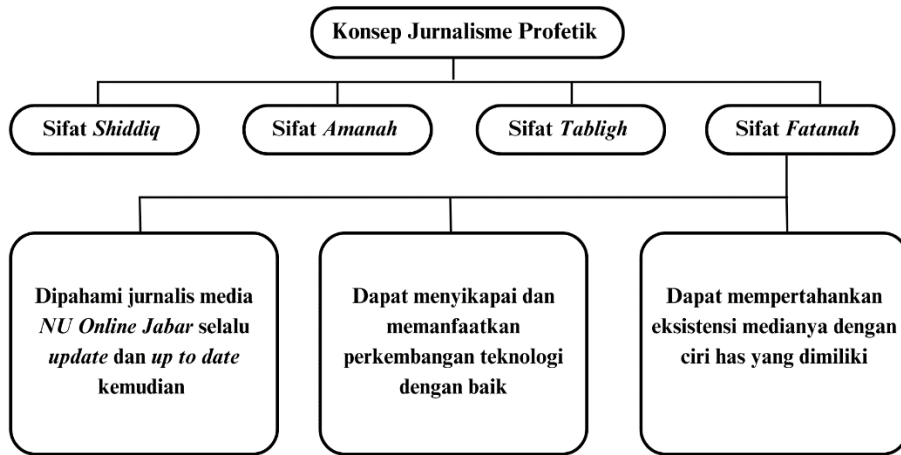 Konsep Jurnalisme Profetik
Sifat Shiddiq
Sifat Amanah
Sifat Tabligh
Sifat Fatanah
Dipahami jurnalis media
NU Online Jabar selalu
update dan up to date
kemudian
Dapat menyikapai dan
memanfaatkan
perkembangan teknologi
dengan baik
Dapat mempertahankan
eksistensi medianya dengan
ciri has yang dimiliki